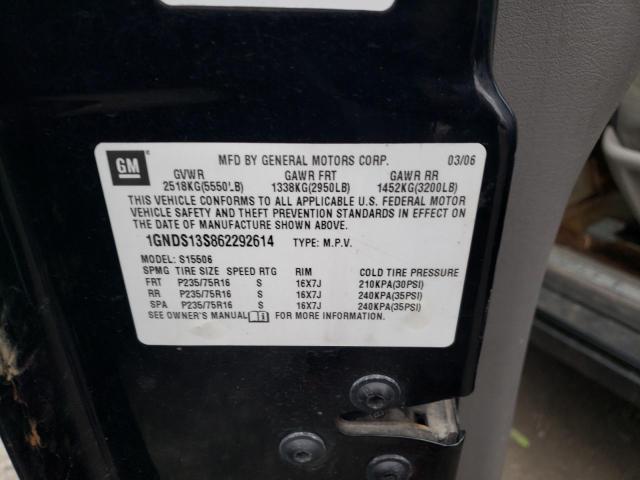 GM
MFD BY GENERAL MOTORS CORP. 03/06
GVWR GAWR FRT GAWR RR
2518KG(5550LB) 1338KG(2950LB) 1452KG(3200LB)
THIS VEHICLE CONFORMS TO ALL APPLICABLE U.S. FEDERAL MOTOR
VEHICLE SAFETY AND THEFT PREVENTION STANDARDS IN EFFECT ON
THE DATE OF MANUFACTURE SHOWN ABOVE.
1GNDS13S862292614 TYPE: M.P.V.
MODEL: S15506
SPMG TIRE SIZE SPEED RTG RIM COLD TIRE PRESSURE
FRT P235/75R16 S 16X7J 210KPA(30PSI)
RR P235/75R16 S 16X7J 240KPA(35PSI)
SPA P235/75R16 S 16X7J 240KPA(35PSI)
SEE OWNER'S MANUAL FOR MORE INFORMATION.